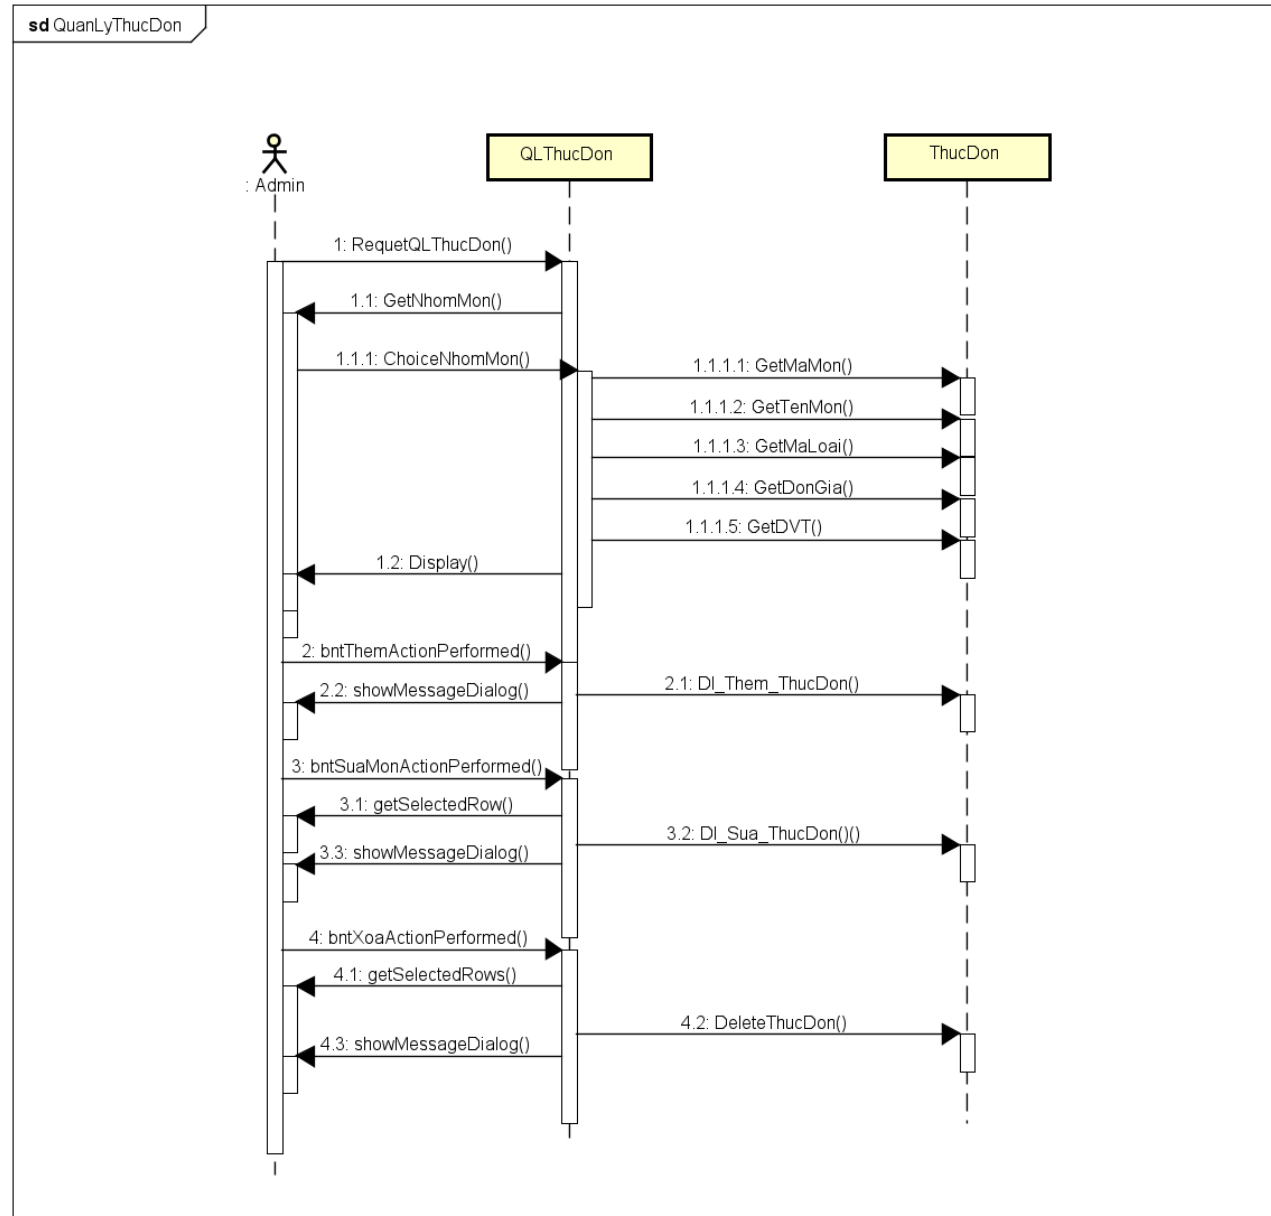 sd QuanLyThucDon
: Admin
QLThucDon
ThucDon
1: RequetQLThucDon()
1.1: GetNhomMon()
1.1.1: ChoiceNhomMon()
1.1.1.1: GetMaMon()
1.1.1.2: GetTenMon()
1.1.1.3: GetMaLoai()
1.1.1.4: GetDonGia()
1.1.1.5: GetDVT()
1.2: Display()
2: bntThemActionPerformed()
2.1: Dl_Them_ThucDon()
2.2: showMessageDialog()
3: bntSuaMonActionPerformed()
3.1: getSelectedRow()
3.2: Dl_Sua_ThucDon()()
3.3: showMessageDialog()
4: bntXoaActionPerformed()
4.1: getSelectedRows()
4.2: DeleteThucDon()
4.3: showMessageDialog()